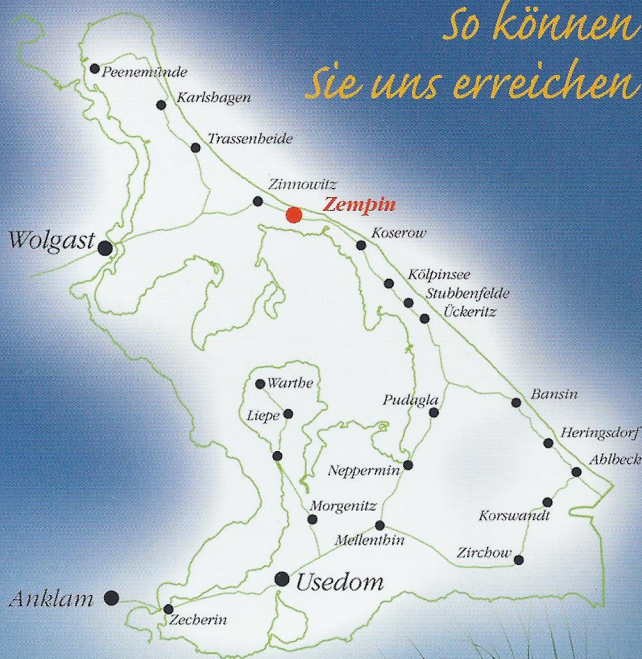 So können
Sie uns erreichen
Peenemünde
Karlshagen
Trassenheide
Zinnowitz
Zempin
Wolgast
Koserow
Kölpinsee
Stubbenfelde
Ückeritz
Warthe
Liepe
Pudagla
Bansin
Heringsdorf
Ahlbeck
Neppermin
Morgenitz
Korswandt
Mellenthin
Zirchow
Usedom
Anklam
Zecherin